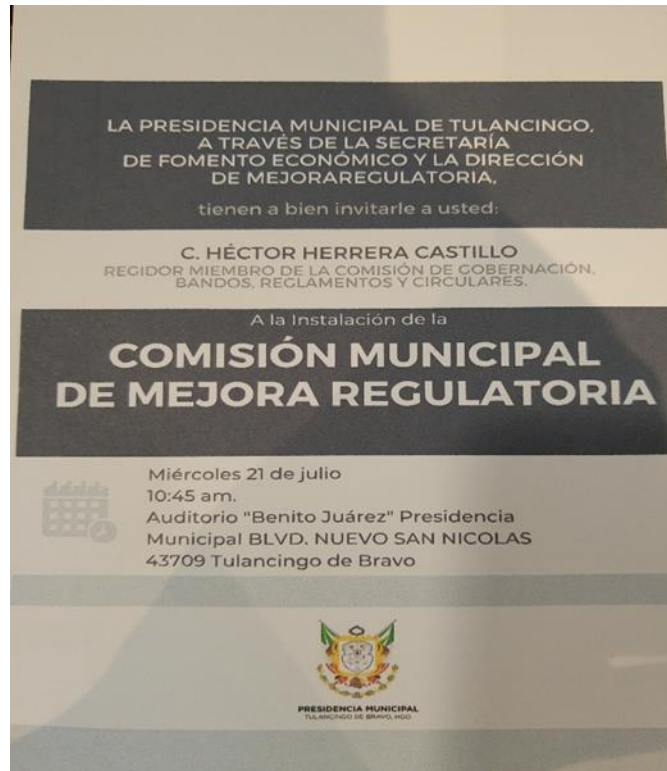 LA PRESIDENCIA MUNICIPAL DE TULANCINGO,
A TRAVÉS DE LA SECRETARÍA
DE FOMENTO ECONÓMICO Y LA DIRECCIÓN
DE MEJORAREGULATORIA,
tienen a bien invitarle a usted:
C. HÉCTOR HERRERA CASTILLO
REGIDOR MIEMBRO DE LA COMISIÓN DE GOBERNACIÓN,
BANDOS, REGLAMENTOS Y CIRCULARES.
A la Instalación de la
COMISIÓN MUNICIPAL
DE MEJORA REGULATORIA
Miércoles 21 de julio
10:45 am.
Auditorio "Benito Juárez" Presidencia
Municipal BLVD. NUEVO SAN NICOLAS
43709 Tulancingo de Bravo
PRESIDENCIA MUNICIPAL
TULANCINGO DE BRAVO, HGO